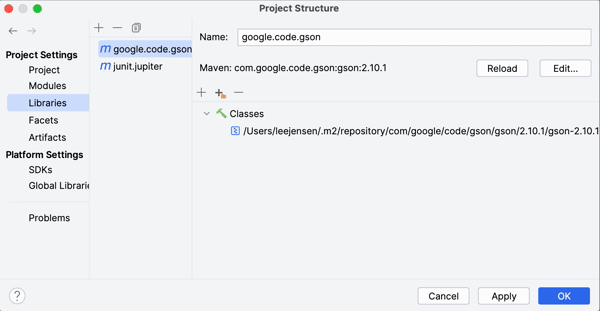 Project Structure
Project Settings
Project
Modules
Libraries
Facets
Artifacts
Platform Settings
SDKs
Global Librarie
Problems
m google.code.gson
m junit.jupiter
Name: google.code.gson
Maven: com.google.code.gson:gson:2.10.1
Reload
Edit...
Classes
/Users/leejensen/.m2/repository/com/google/code/gson/gson/2.10.1/gson-2.10.1
?
Cancel
Apply
OK